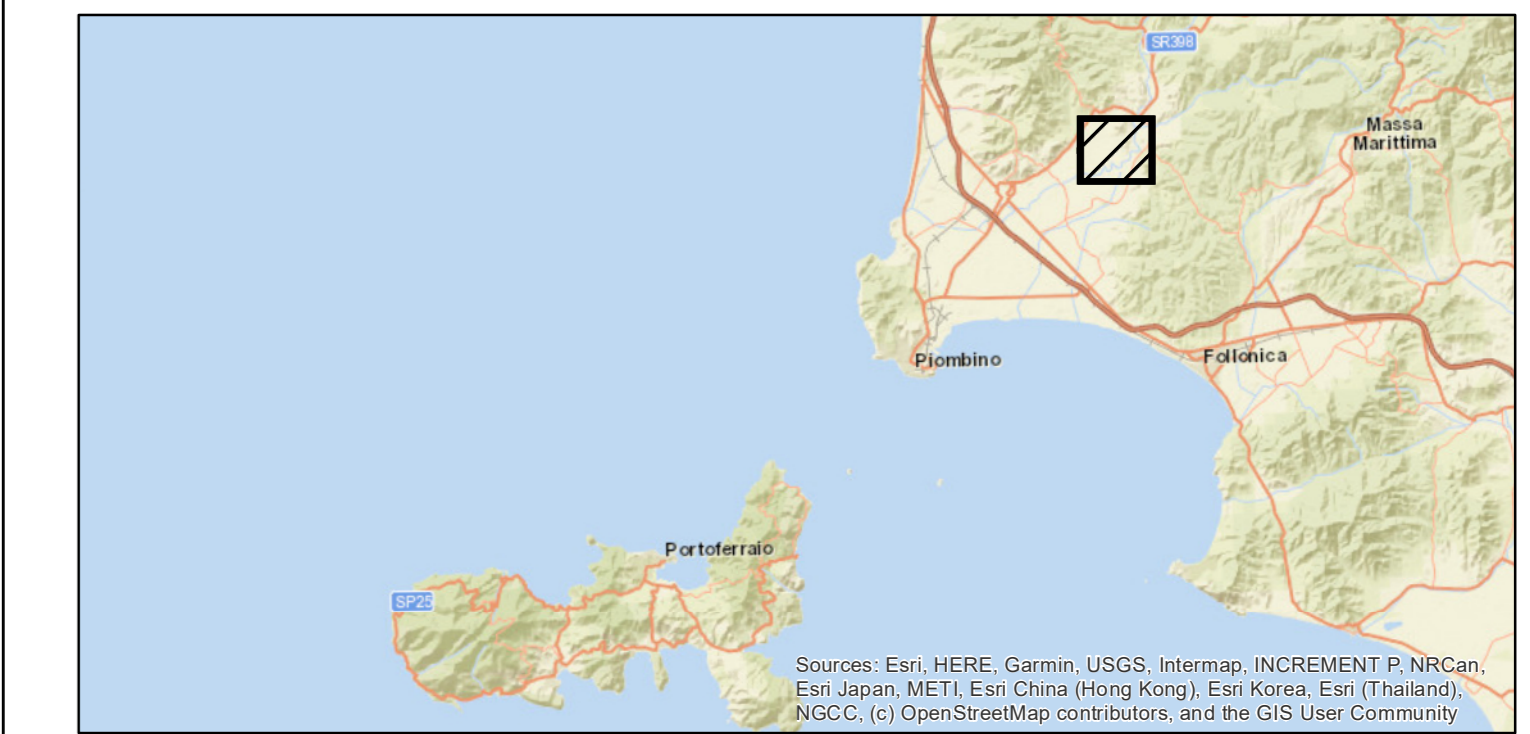 SR398
Massa
Marittima
Piombino
Follonica
Portoferraio
SP25
Sources: Esri, HERE, Garmin, USGS, Intermap, INCREMENT P, NRCan,
Esri Japan, METI, Esri China (Hong Kong), Esri Korea, Esri (Thailand),
NGCC, (c) OpenStreetMap contributors, and the GIS User Community